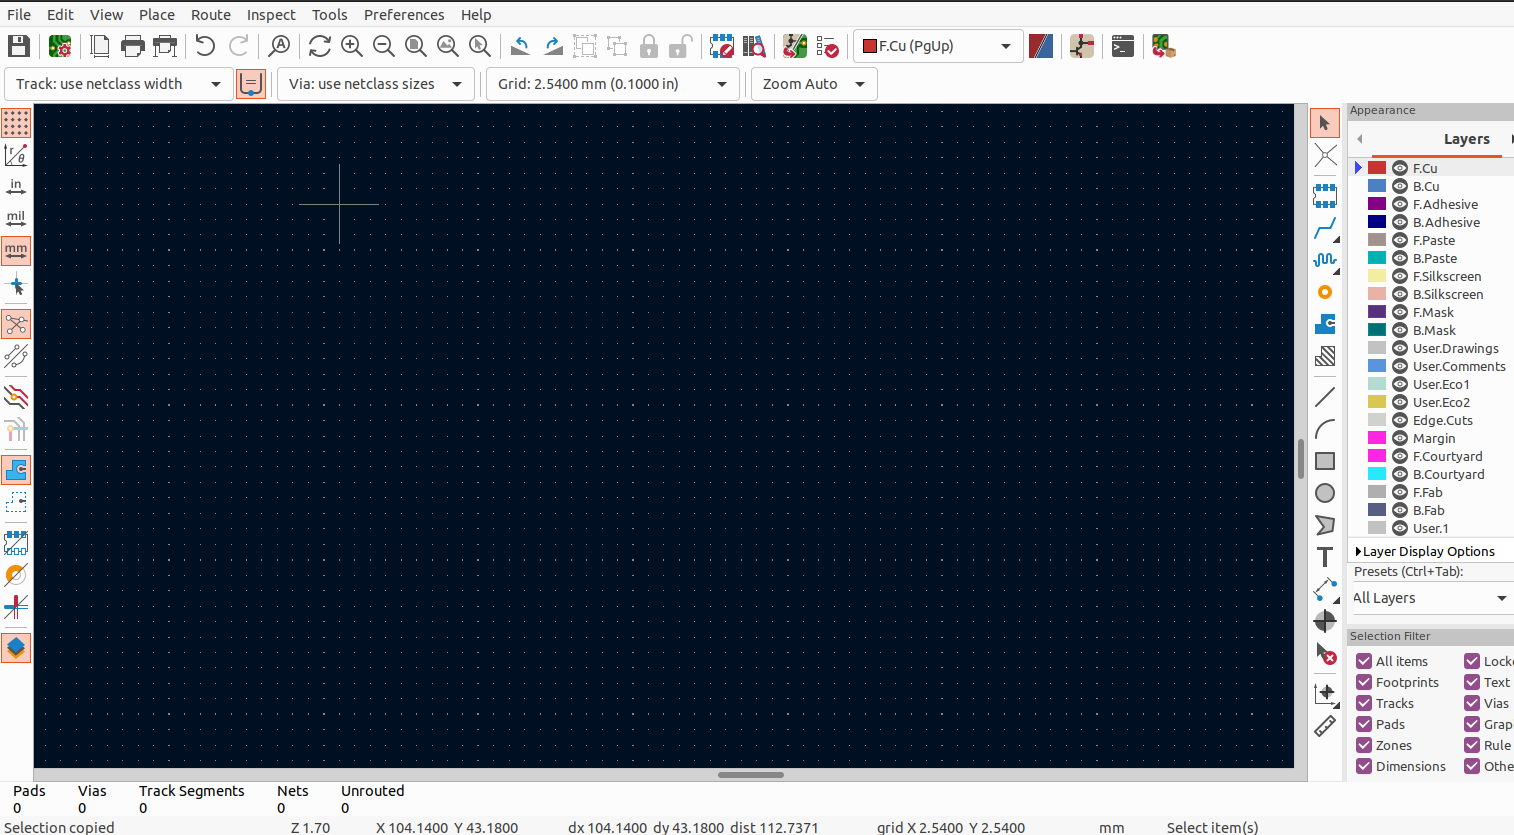 File Edit View Place Route Inspect Tools Preferences Help
F.Cu (PgUp)
Track: use netclass width Via: use netclass sizes Grid: 2.5400 mm (0.1000 in) Zoom Auto
in
mil
mm
Appearance
Layers
F.Cu
B.Cu
F.Adhesive
B.Adhesive
F.Paste
B.Paste
F.Silkscreen
B.Silkscreen
F.Mask
B.Mask
User.Drawings
User.Comments
User.Eco1
User.Eco2
Edge.Cuts
Margin
F.Courtyard
B.Courtyard
F.Fab
B.Fab
User.1
Layer Display Options
Presets (Ctrl+Tab):
All Layers
Selection Filter
All items Locke
Footprints Text
Tracks Vias
Pads Grap
Zones Rule
Dimensions Othe
Pads Vias Track Segments Nets Unrouted
0 0 0 0 0
Selection copied Z 1.70 X 104.1400 Y 43.1800 dx 104.1400 dy 43.1800 dist 112.7371 grid X 2.5400 Y 2.5400 mm Select item(s)